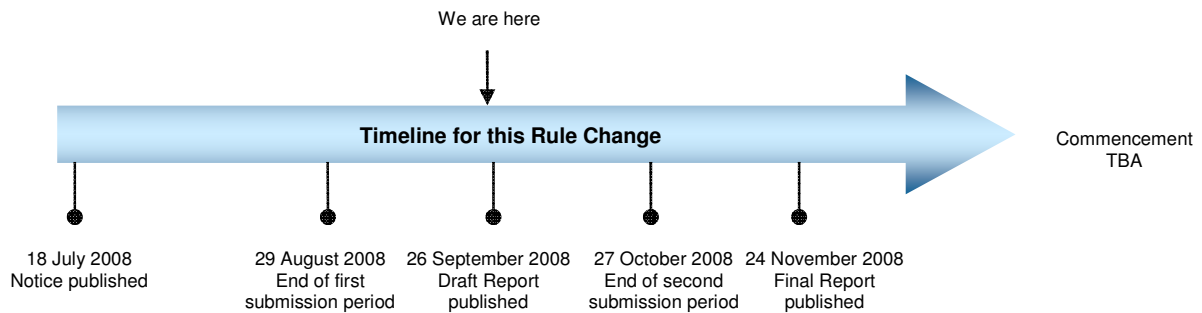 We are here
Timeline for this Rule Change
Commencement
TBA
18 July 2008
Notice published
29 August 2008
End of first
submission period
26 September 2008
Draft Report
published
27 October 2008
End of second
submission period
24 November 2008
Final Report
published